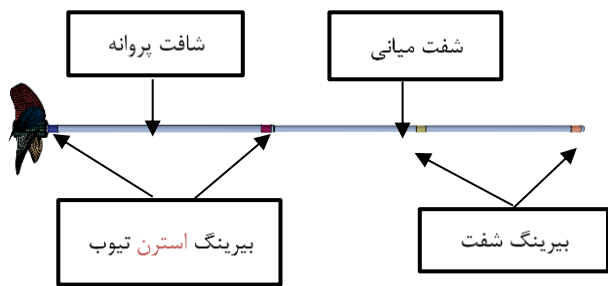 شافت پروانه
شفت میانی
بیرینگ استرن تیوب
بیرینگ شفت